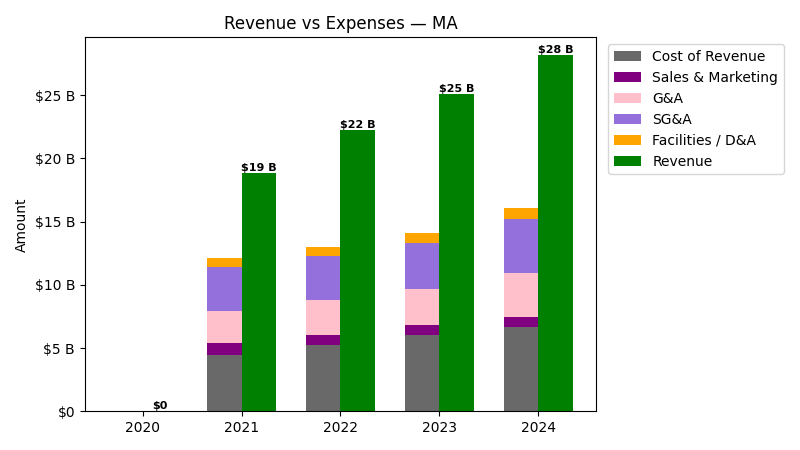 Revenue vs Expenses — MA
Amount
$25 B
$20 B
$15 B
$10 B
$5 B
$0
$0
$19 B
$22 B
$25 B
$28 B
2020
2021
2022
2023
2024
Cost of Revenue
Sales & Marketing
G&A
SG&A
Facilities / D&A
Revenue